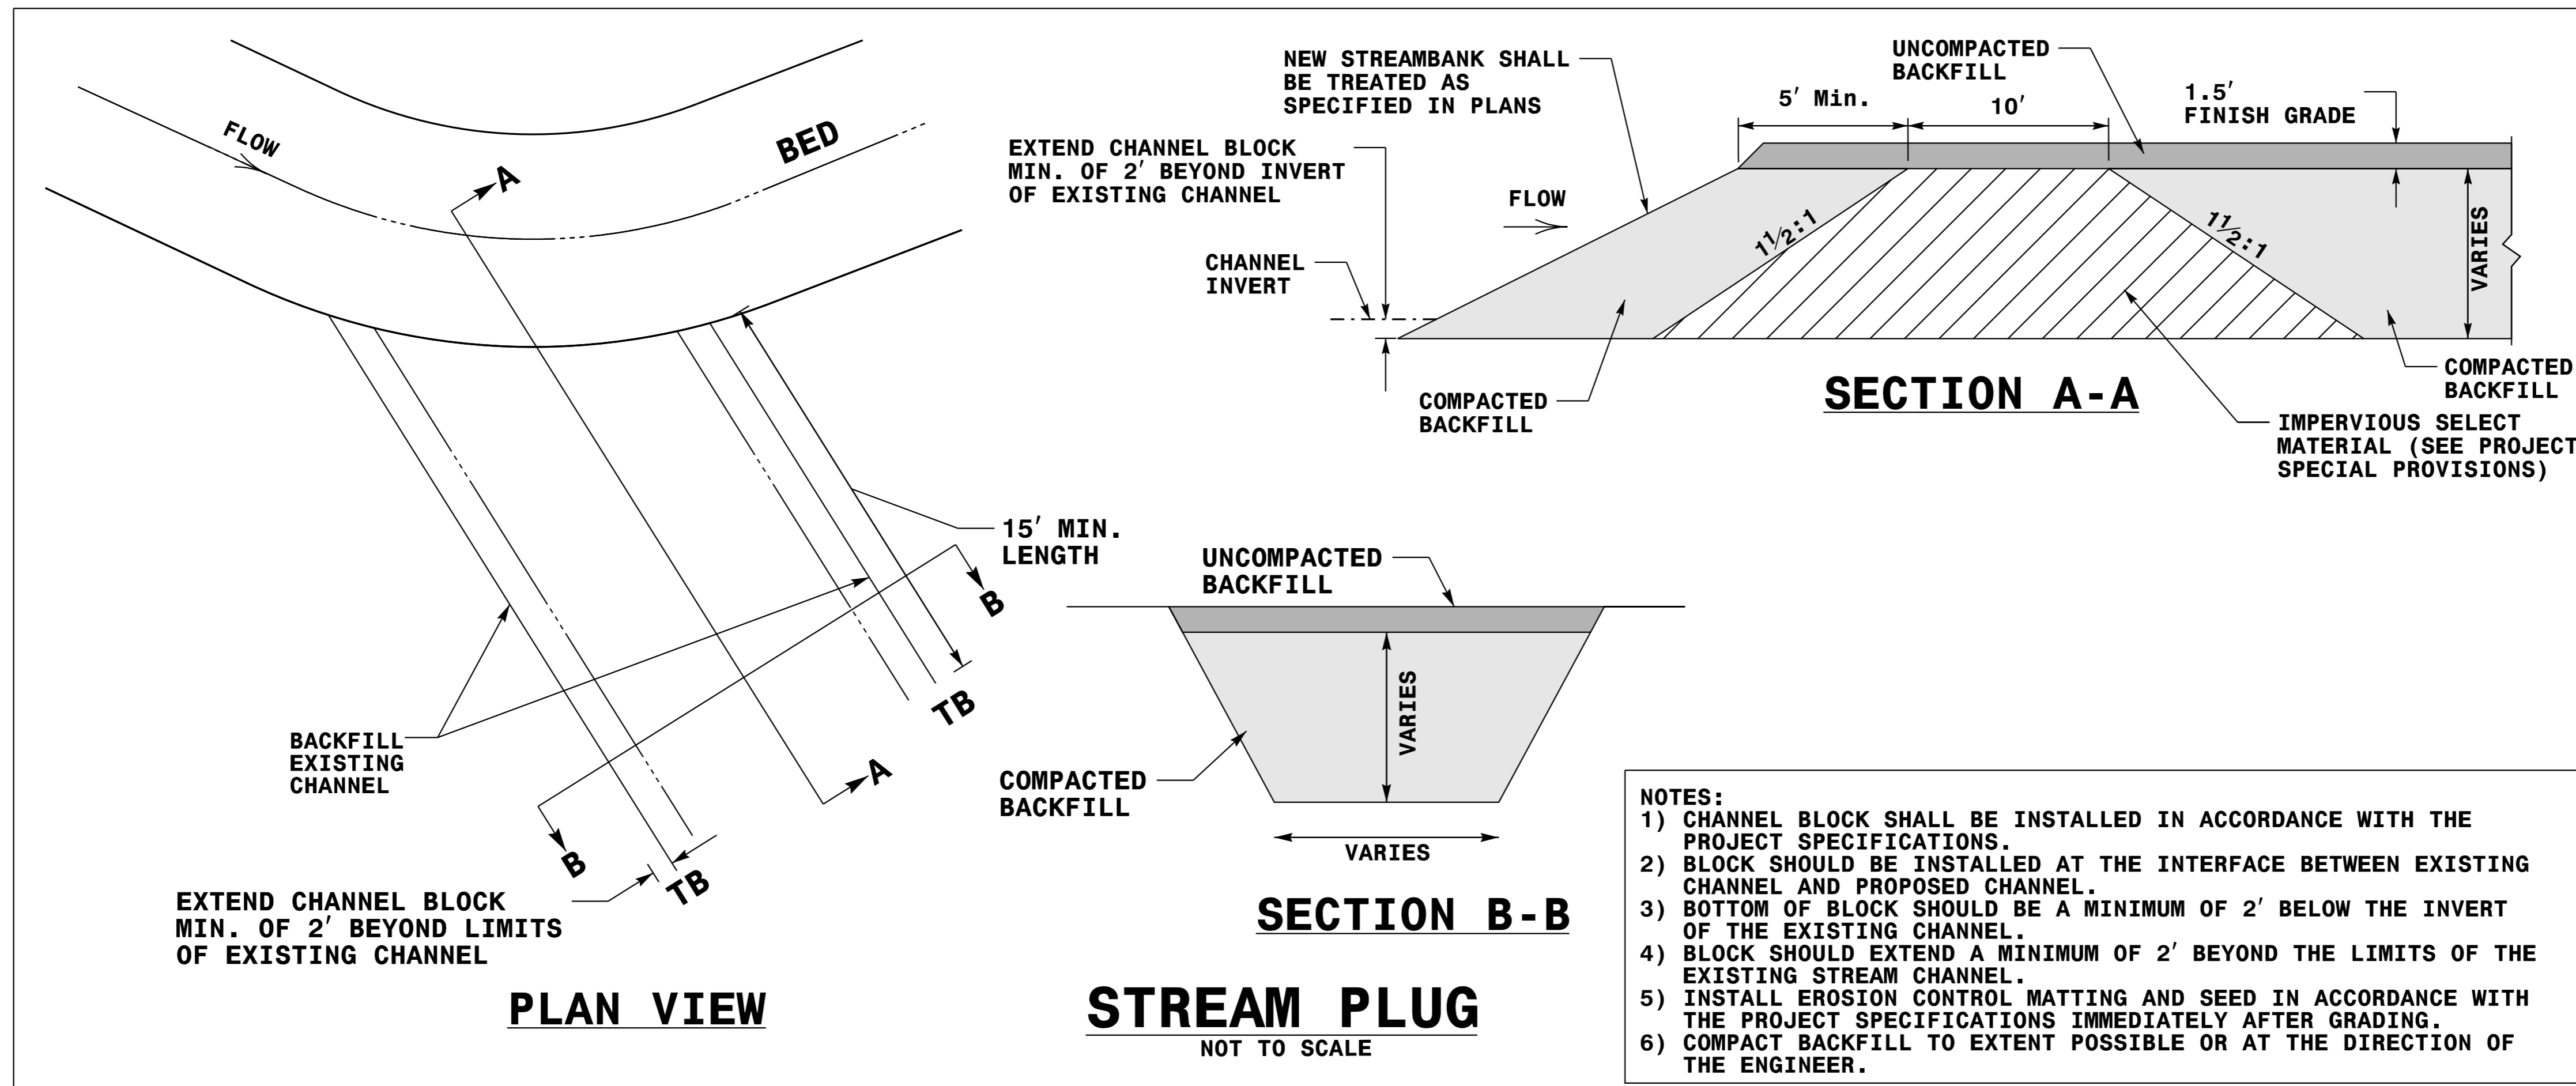 FLOW
BED
A
15′ MIN.
LENGTH
B
TB
A
BACKFILL
EXISTING
CHANNEL
B
TB
EXTEND CHANNEL BLOCK
MIN. OF 2′ BEYOND LIMITS
OF EXISTING CHANNEL
PLAN VIEW
NEW STREAMBANK SHALL
BE TREATED AS
SPECIFIED IN PLANS
UNCOMPACTED
BACKFILL
5′ Min.
10′
1.5′
FINISH GRADE
EXTEND CHANNEL BLOCK
MIN. OF 2′ BEYOND INVERT
OF EXISTING CHANNEL
FLOW
CHANNEL
INVERT
1 1/2:1
1 1/2:1
VARIES
COMPACTED
BACKFILL
COMPACTED
BACKFILL
IMPERVIOUS SELECT
MATERIAL (SEE PROJECT
SPECIAL PROVISIONS)
SECTION A-A
UNCOMPACTED
BACKFILL
VARIES
COMPACTED
BACKFILL
VARIES
SECTION B-B
STREAM PLUG
NOT TO SCALE
NOTES:
1) CHANNEL BLOCK SHALL BE INSTALLED IN ACCORDANCE WITH THE
PROJECT SPECIFICATIONS.
2) BLOCK SHOULD BE INSTALLED AT THE INTERFACE BETWEEN EXISTING
CHANNEL AND PROPOSED CHANNEL.
3) BOTTOM OF BLOCK SHOULD BE A MINIMUM OF 2′ BELOW THE INVERT
OF THE EXISTING CHANNEL.
4) BLOCK SHOULD EXTEND A MINIMUM OF 2′ BEYOND THE LIMITS OF THE
EXISTING STREAM CHANNEL.
5) INSTALL EROSION CONTROL MATTING AND SEED IN ACCORDANCE WITH
THE PROJECT SPECIFICATIONS IMMEDIATELY AFTER GRADING.
6) COMPACT BACKFILL TO EXTENT POSSIBLE OR AT THE DIRECTION OF
THE ENGINEER.